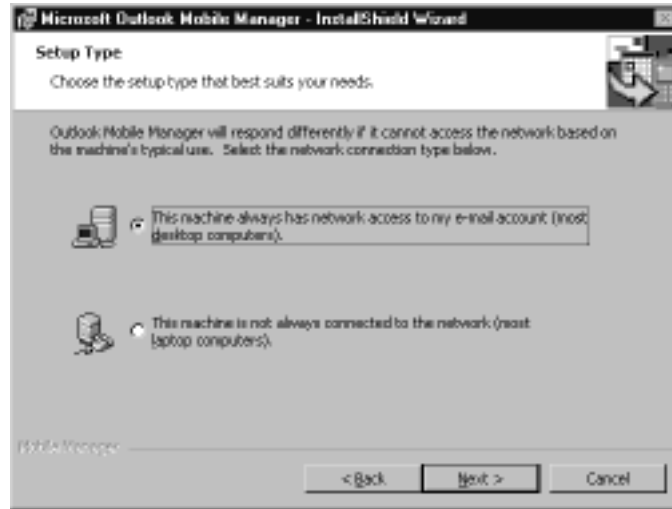 Microsoft Outlook Mobile Manager - InstallShield Wizard
Setup Type
Choose the setup type that best suits your needs.
Outlook Mobile Manager will respond differently if it cannot access the network based on
the machine's typical use. Select the network connection type below.
This machine always has network access to my e-mail account (most
desktop computers).
This machine is not always connected to the network (most
laptop computers).
Mobile Manager
< Back
Next >
Cancel